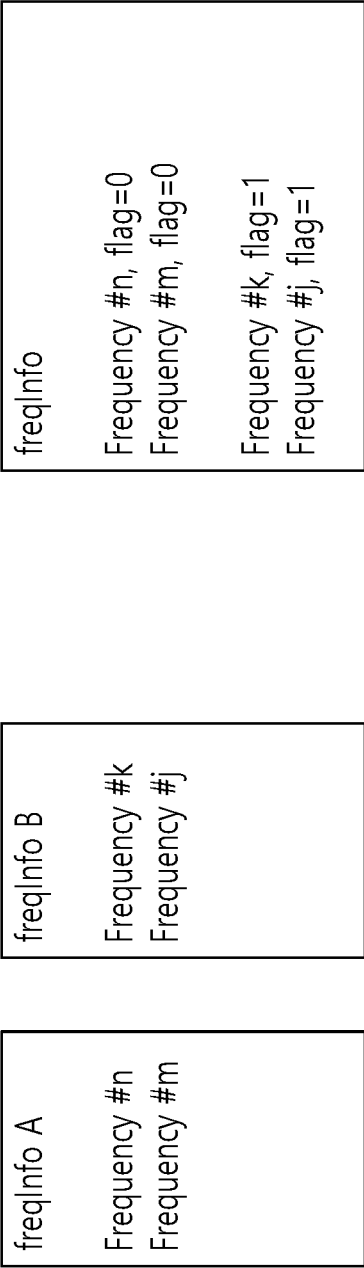 freqInfo A
Frequency #n
Frequency #m
freqInfo B
Frequency #k
Frequency #j
freqInfo
Frequency #n, flag=0
Frequency #m, flag=0
Frequency #k, flag=1
Frequency #j, flag=1